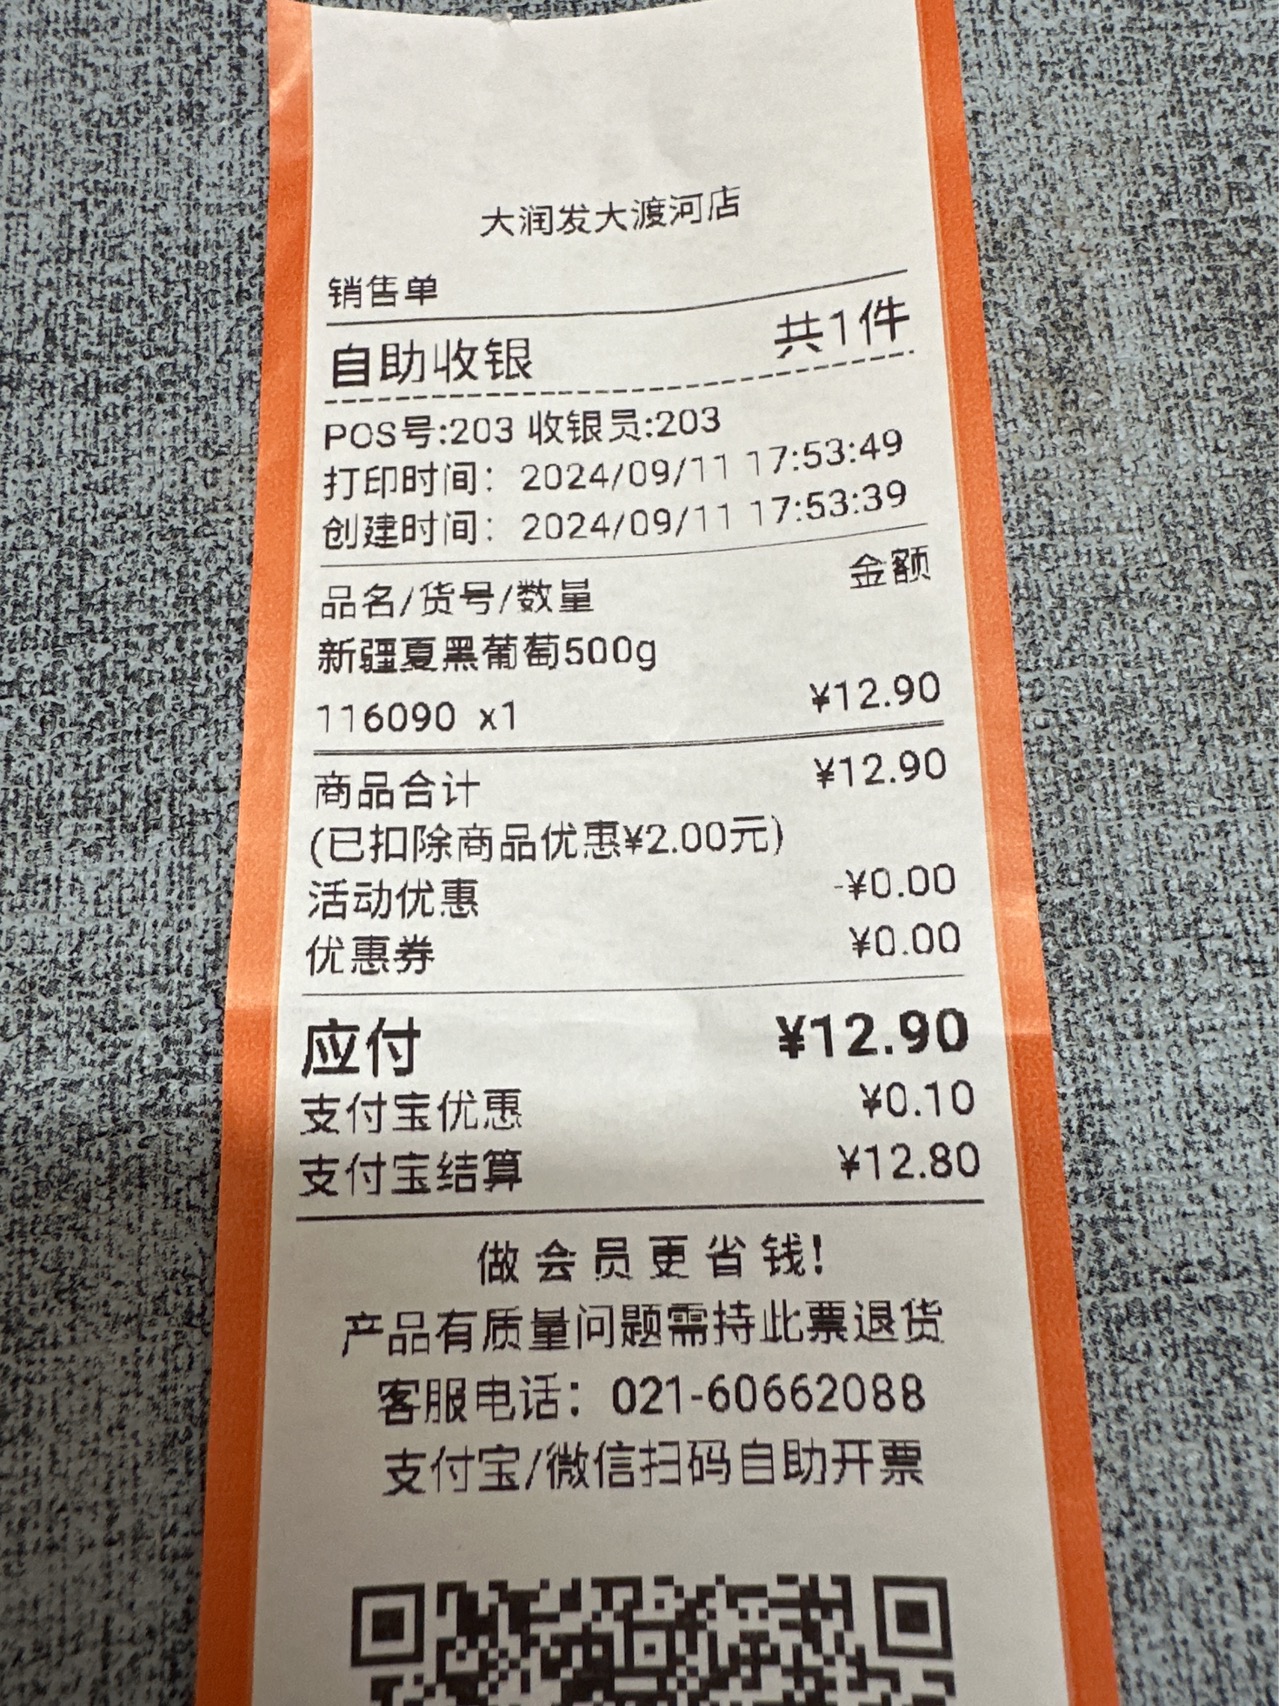 大润发大渡河店
销售单
自助收银 共1件
POS号:203 收银员:203
打印时间：2024/09/11 17:53:49
创建时间：2024/09/11 17:53:39
品名/货号/数量 金额
新疆夏黑葡萄500g
116090 x1 ¥12.90
商品合计 ¥12.90
(已扣除商品优惠¥2.00元)
活动优惠 -¥0.00
优惠券 ¥0.00
应付 ¥12.90
支付宝优惠 ¥0.10
支付宝结算 ¥12.80
做会员更省钱!
产品有质量问题需持此票退货
客服电话：021-60662088
支付宝/微信扫码自助开票